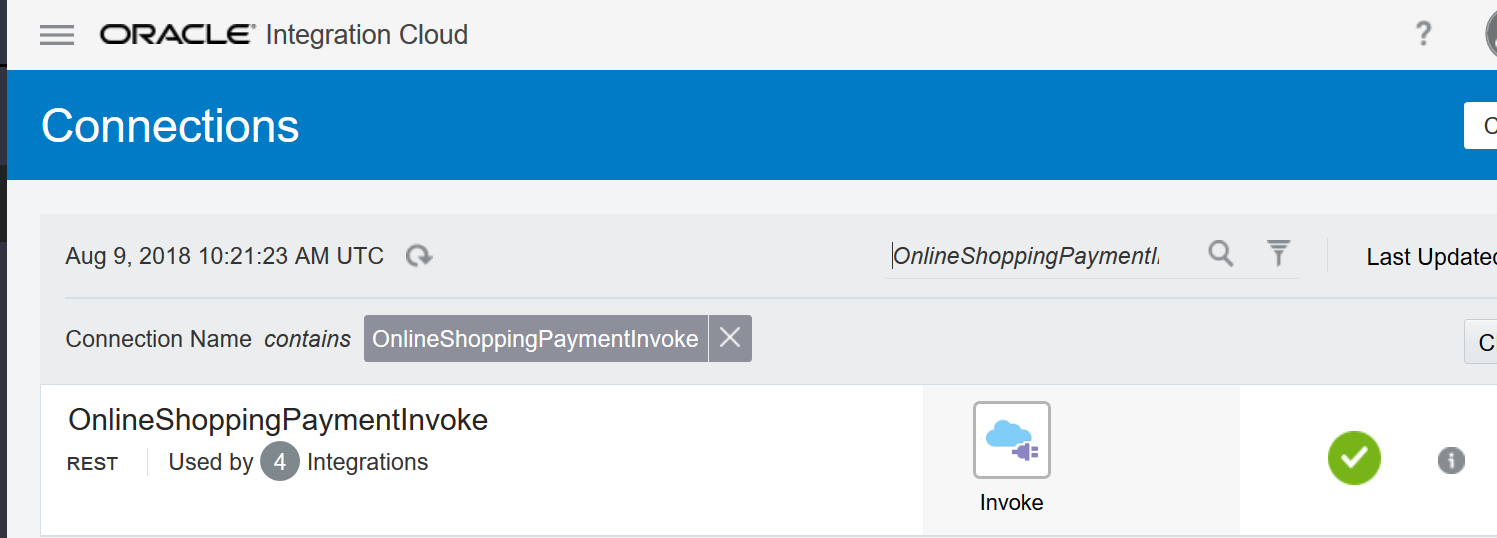 ORACLE® Integration Cloud
?
Connections
C
Aug 9, 2018 10:21:23 AM UTC
OnlineShoppingPaymentI
Last Updated
Connection Name contains OnlineShoppingPaymentInvoke
C
OnlineShoppingPaymentInvoke
REST Used by 4 Integrations
i
Invoke